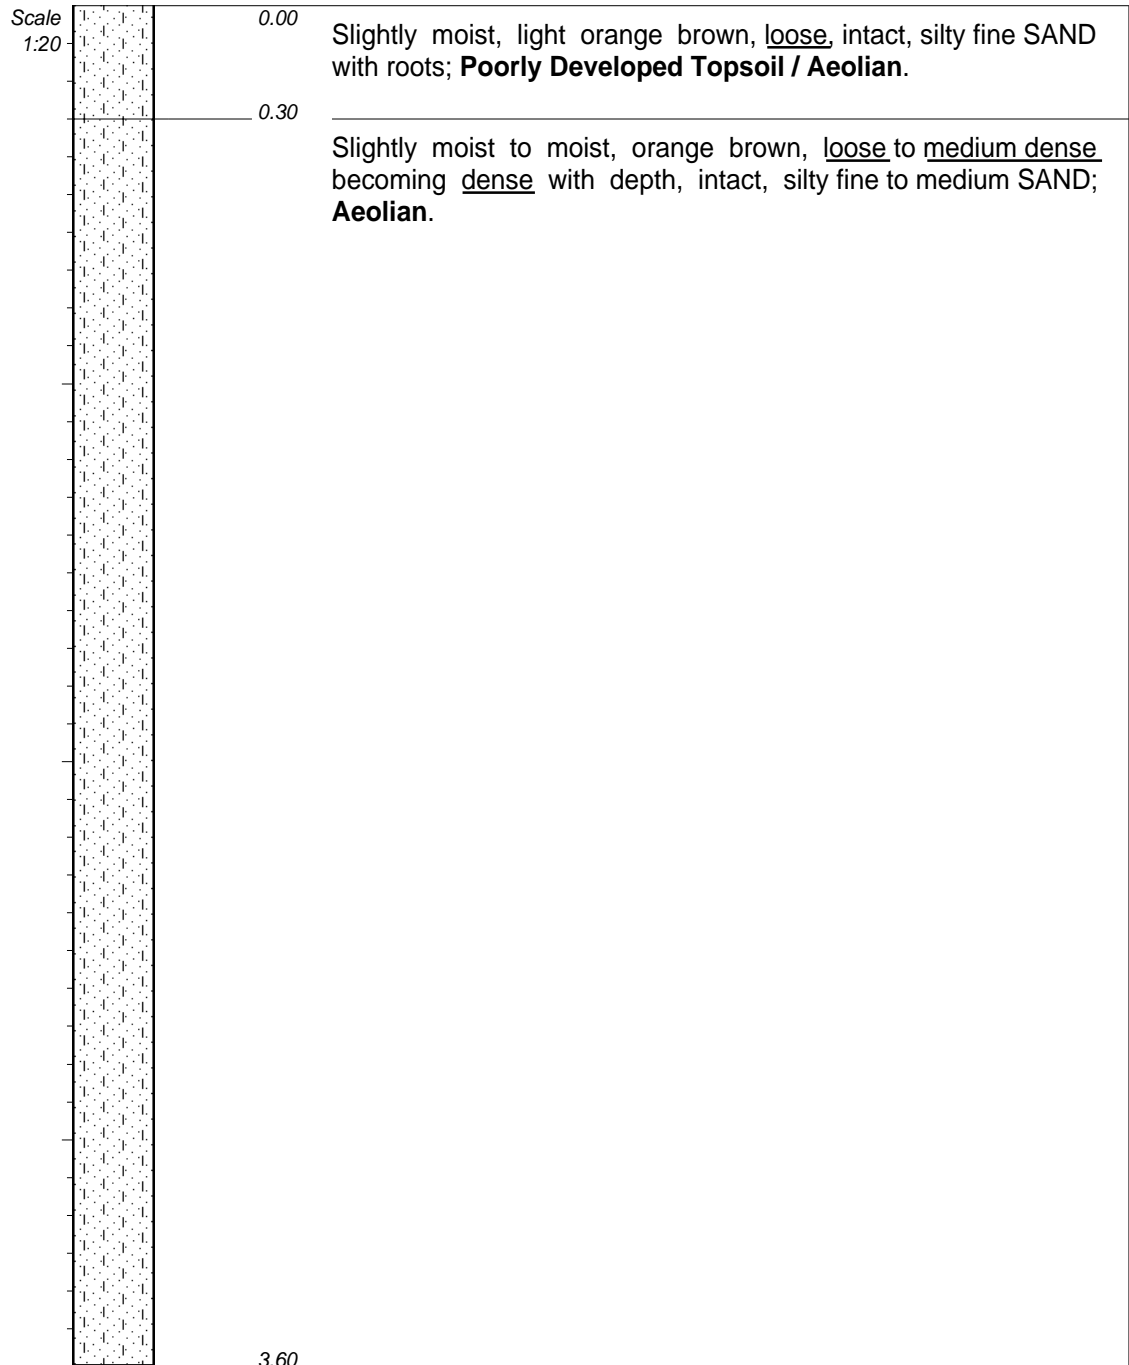 Scale
1:20
0.00
Slightly moist, light orange brown, loose, intact, silty fine SAND
with roots; Poorly Developed Topsoil / Aeolian.
0.30
Slightly moist to moist, orange brown, loose to medium dense
becoming dense with depth, intact, silty fine to medium SAND;
Aeolian.
3.60